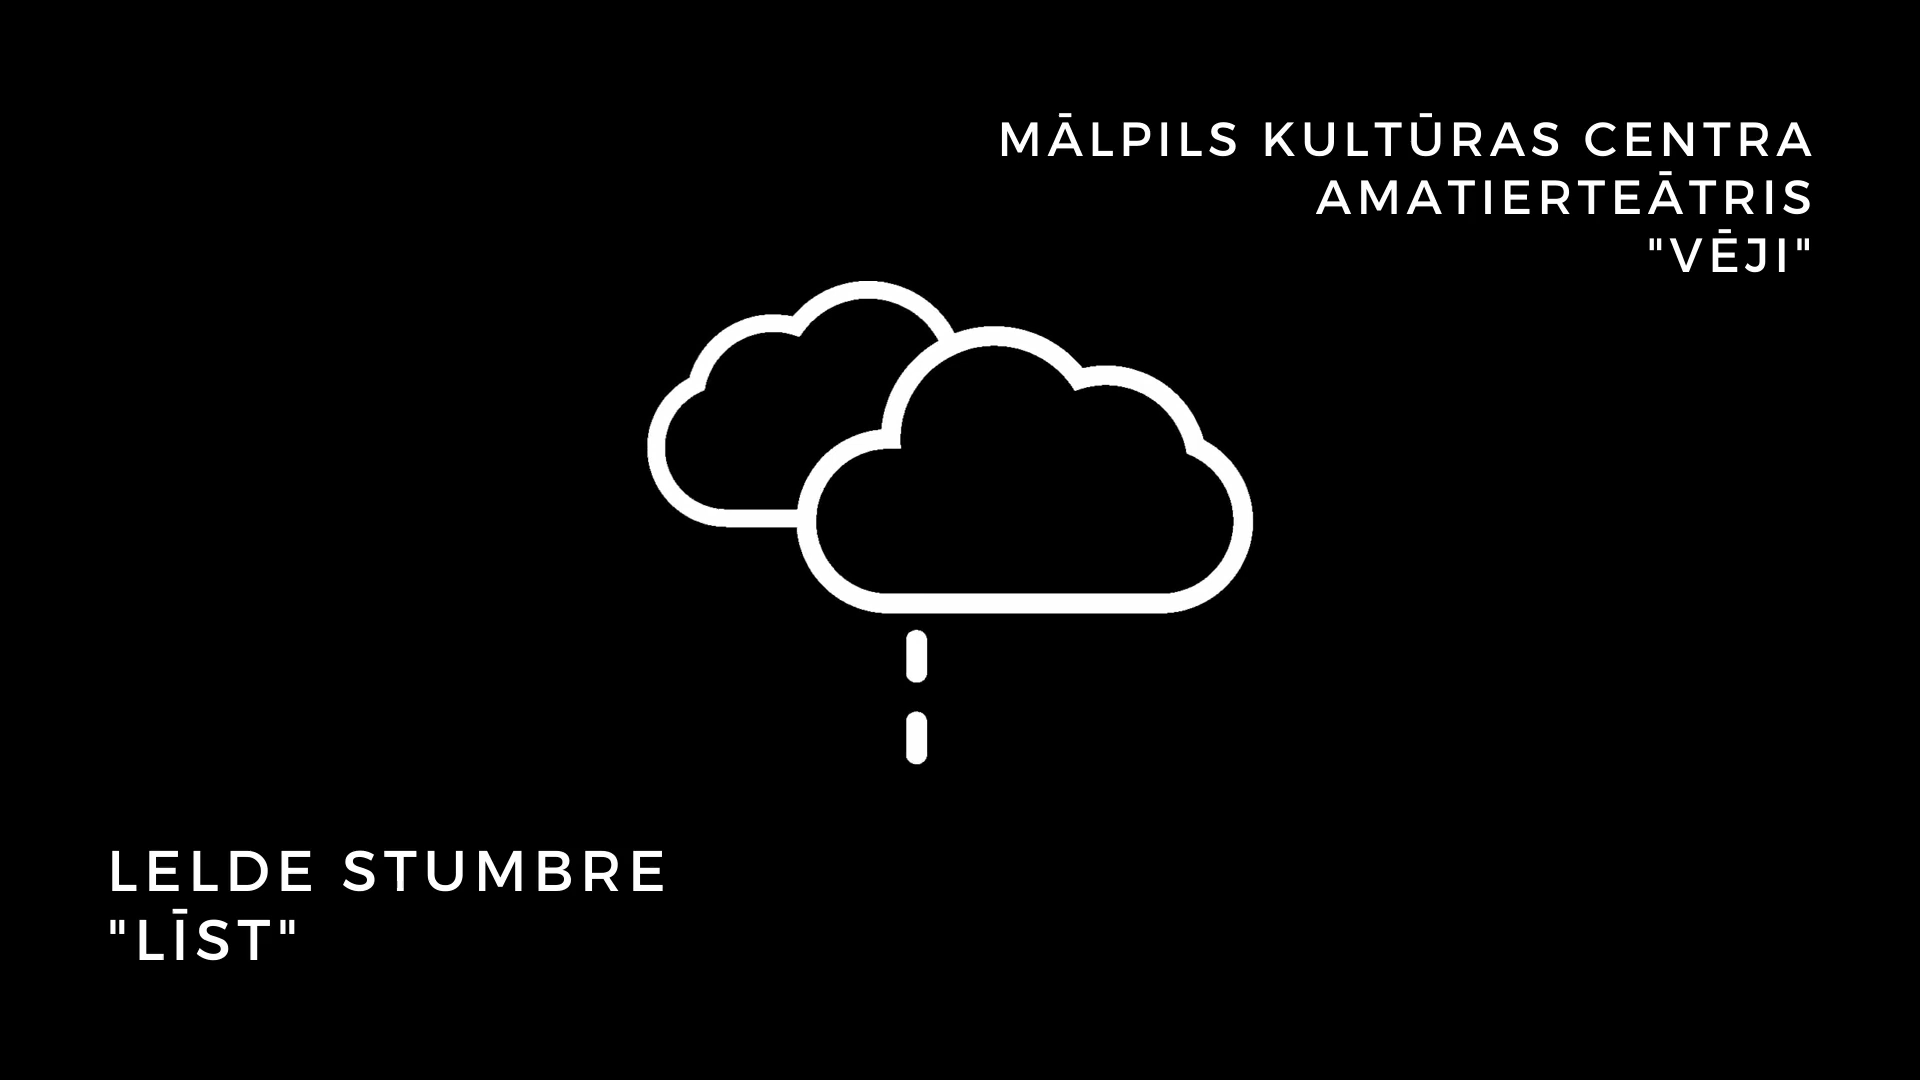 MĀLPILS KULTŪRAS CENTRA
AMATIERTEĀTRIS
"VĒJI"
LELDE STUMBRE
"LĪST"